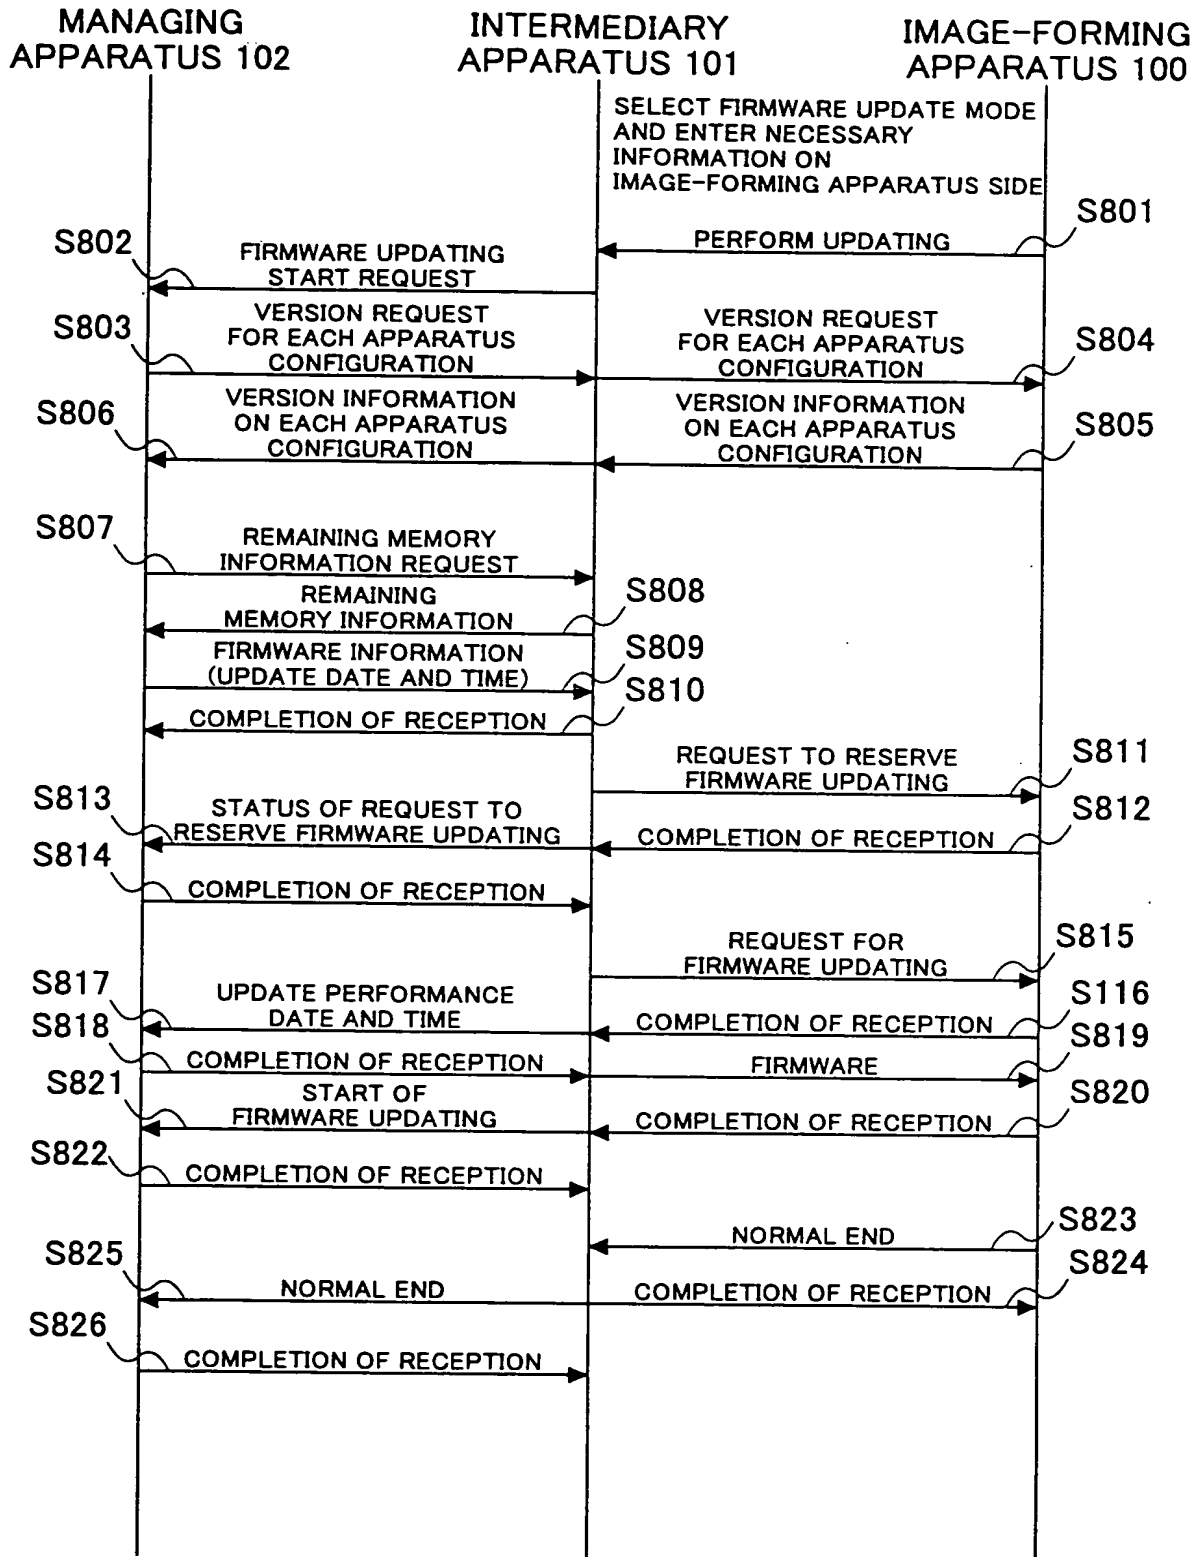 MANAGING
APPARATUS 102
INTERMEDIARY
APPARATUS 101
IMAGE-FORMING
APPARATUS 100
SELECT FIRMWARE UPDATE MODE
AND ENTER NECESSARY
INFORMATION ON
IMAGE-FORMING APPARATUS SIDE
S801
PERFORM UPDATING
S802
FIRMWARE UPDATING
START REQUEST
S803
VERSION REQUEST
FOR EACH APPARATUS
CONFIGURATION
VERSION REQUEST
FOR EACH APPARATUS
CONFIGURATION
S804
S806
VERSION INFORMATION
ON EACH APPARATUS
CONFIGURATION
VERSION INFORMATION
ON EACH APPARATUS
CONFIGURATION
S805
S807
REMAINING MEMORY
INFORMATION REQUEST
REMAINING
MEMORY INFORMATION
S808
FIRMWARE INFORMATION
(UPDATE DATE AND TIME)
S809
S810
COMPLETION OF RECEPTION
REQUEST TO RESERVE
FIRMWARE UPDATING
S811
S813
STATUS OF REQUEST TO
RESERVE FIRMWARE UPDATING
COMPLETION OF RECEPTION
S812
S814
COMPLETION OF RECEPTION
REQUEST FOR
FIRMWARE UPDATING
S815
S817
UPDATE PERFORMANCE
DATE AND TIME
COMPLETION OF RECEPTION
S116
S818
COMPLETION OF RECEPTION
FIRMWARE
S819
S821
START OF
FIRMWARE UPDATING
COMPLETION OF RECEPTION
S820
S822
COMPLETION OF RECEPTION
NORMAL END
S823
S825
NORMAL END
COMPLETION OF RECEPTION
S824
S826
COMPLETION OF RECEPTION